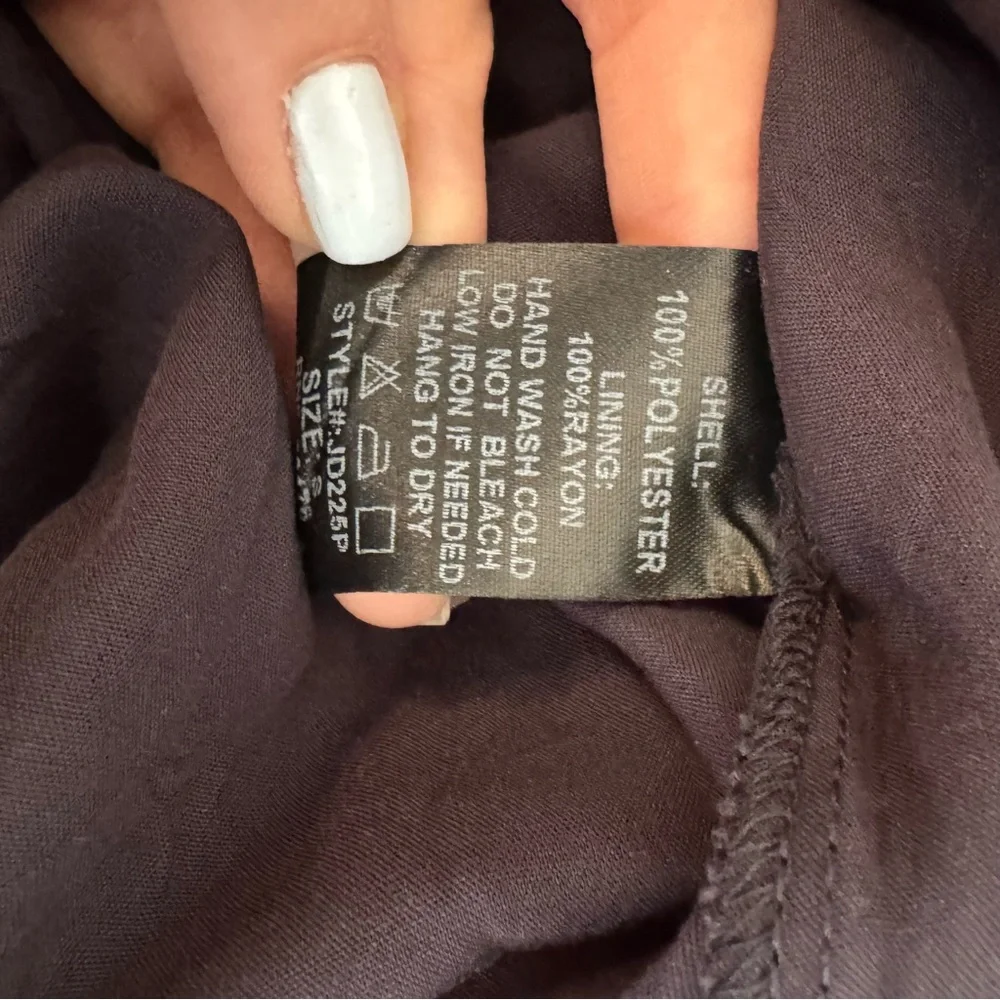 SHELL:
100%POLYESTER
LINING:
100%RAYON
HAND WASH COLD
DO NOT BLEACH
LOW IRON IF NEEDED
HANG TO DRY
STYLE#:JD225P
SIZE: S